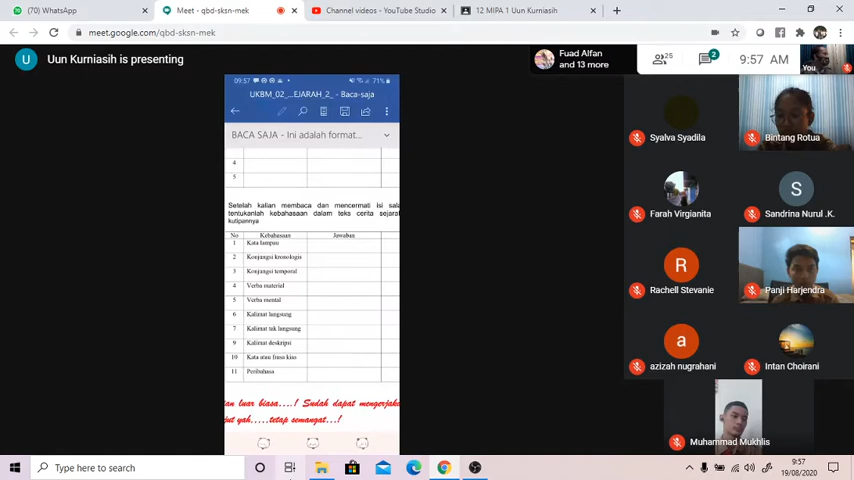 (70) WhatsApp
Meet - qbd-sksn-mek
Channel videos - YouTube Studio
12 MIPA 1 Uun Kurniasih
meet.google.com/qbd-sksn-mek
U
Uun Kurniasih is presenting
Fuad Alfan
and 13 more
25
2
9:57 AM
You
09:57
71%
UKBM_02_...EJARAH_2_ - Baca-saja
BACA SAJA - Ini adalah format...
4
5
Setelah kalian membaca dan mencermati isi sala
tentukanlah kebahasaan dalam teks cerita sejaral
kutipannya
No Kebahasaan Jawaban
1 Kata lampau
2 Konjungsi kronologis
3 Konjungsi temporal
4 Verba material
5 Verba mental
6 Kalimat langsung
7 Kalimat tak langsung
9 Kalimat deskripsi
10 Kata atau frasa kias
11 Peribahasa
an luar biasa....! Sudah dapat mengerjaka
jut yah.....tetap semangat...!
Syalva Syadila
Bintang Rotua
Farah Virgianita
S
Sandrina Nurul .K.
R
Rachell Stevanie
Panji Harjendra
a
azizah nugrahani
Intan Choirani
Muhammad Mukhlis
Type here to search
9:57
19/08/2020